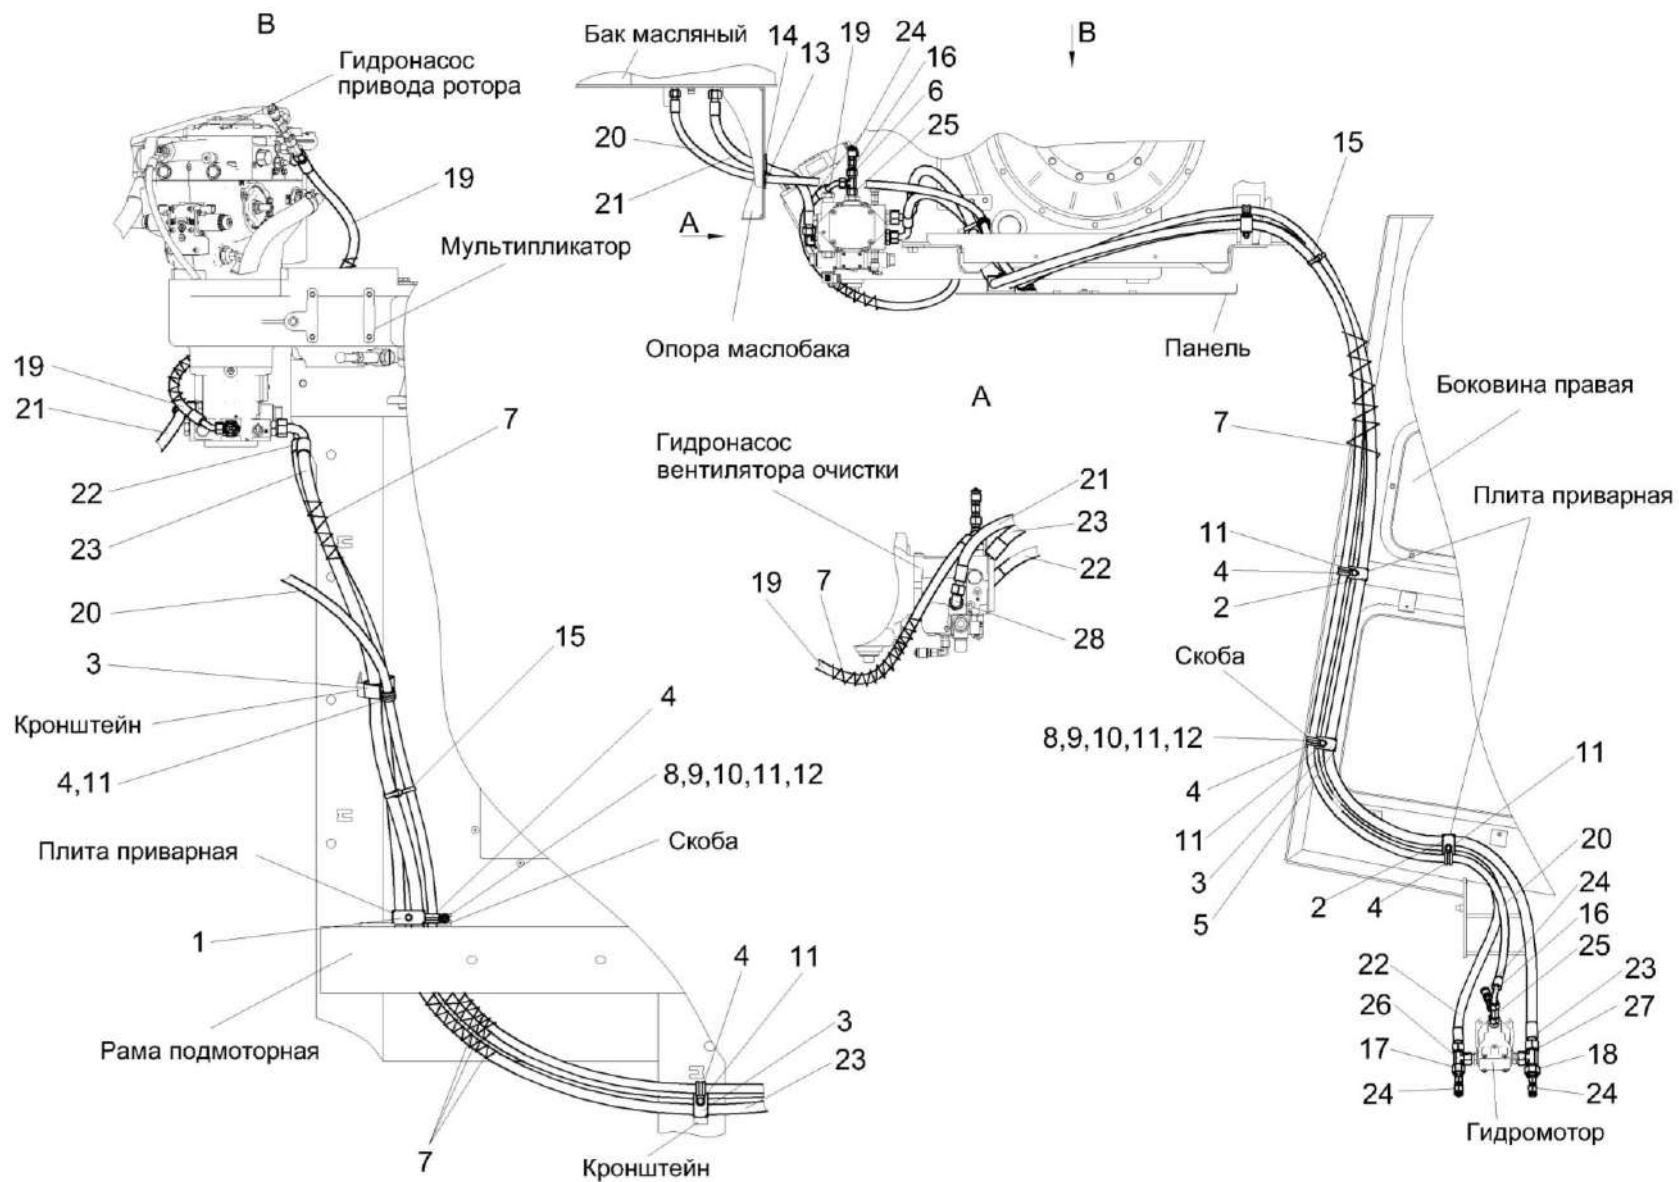 В
Гидронасос
привода ротора
19
Мультипликатор
19
21
7
22
23
20
3
15
Кронштейн
4
4,11
8,9,10,11,12
Плита приварная
Скоба
1
4
11
Рама подмоторная
3
23
7
Кронштейн
Бак масляный
14
13
19
24
16
6
25
В
20
21
А
15
Опора маслобака
Панель
Боковина правая
А
7
Гидронасос
вентилятора очистки
21
23
22
19
7
28
Плита приварная
11
4
2
Скоба
8,9,10,11,12
4
11
3
5
11
20
24
2
4
16
25
22
23
26
27
17
18
24
24
Гидромотор